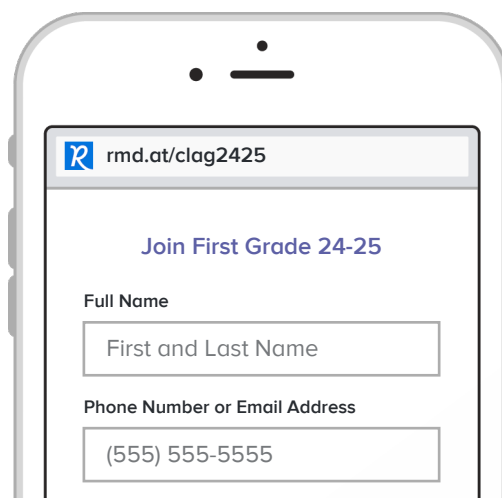 rmd.at/clag2425
Join First Grade 24-25
Full Name
First and Last Name
Phone Number or Email Address
(555) 555-5555